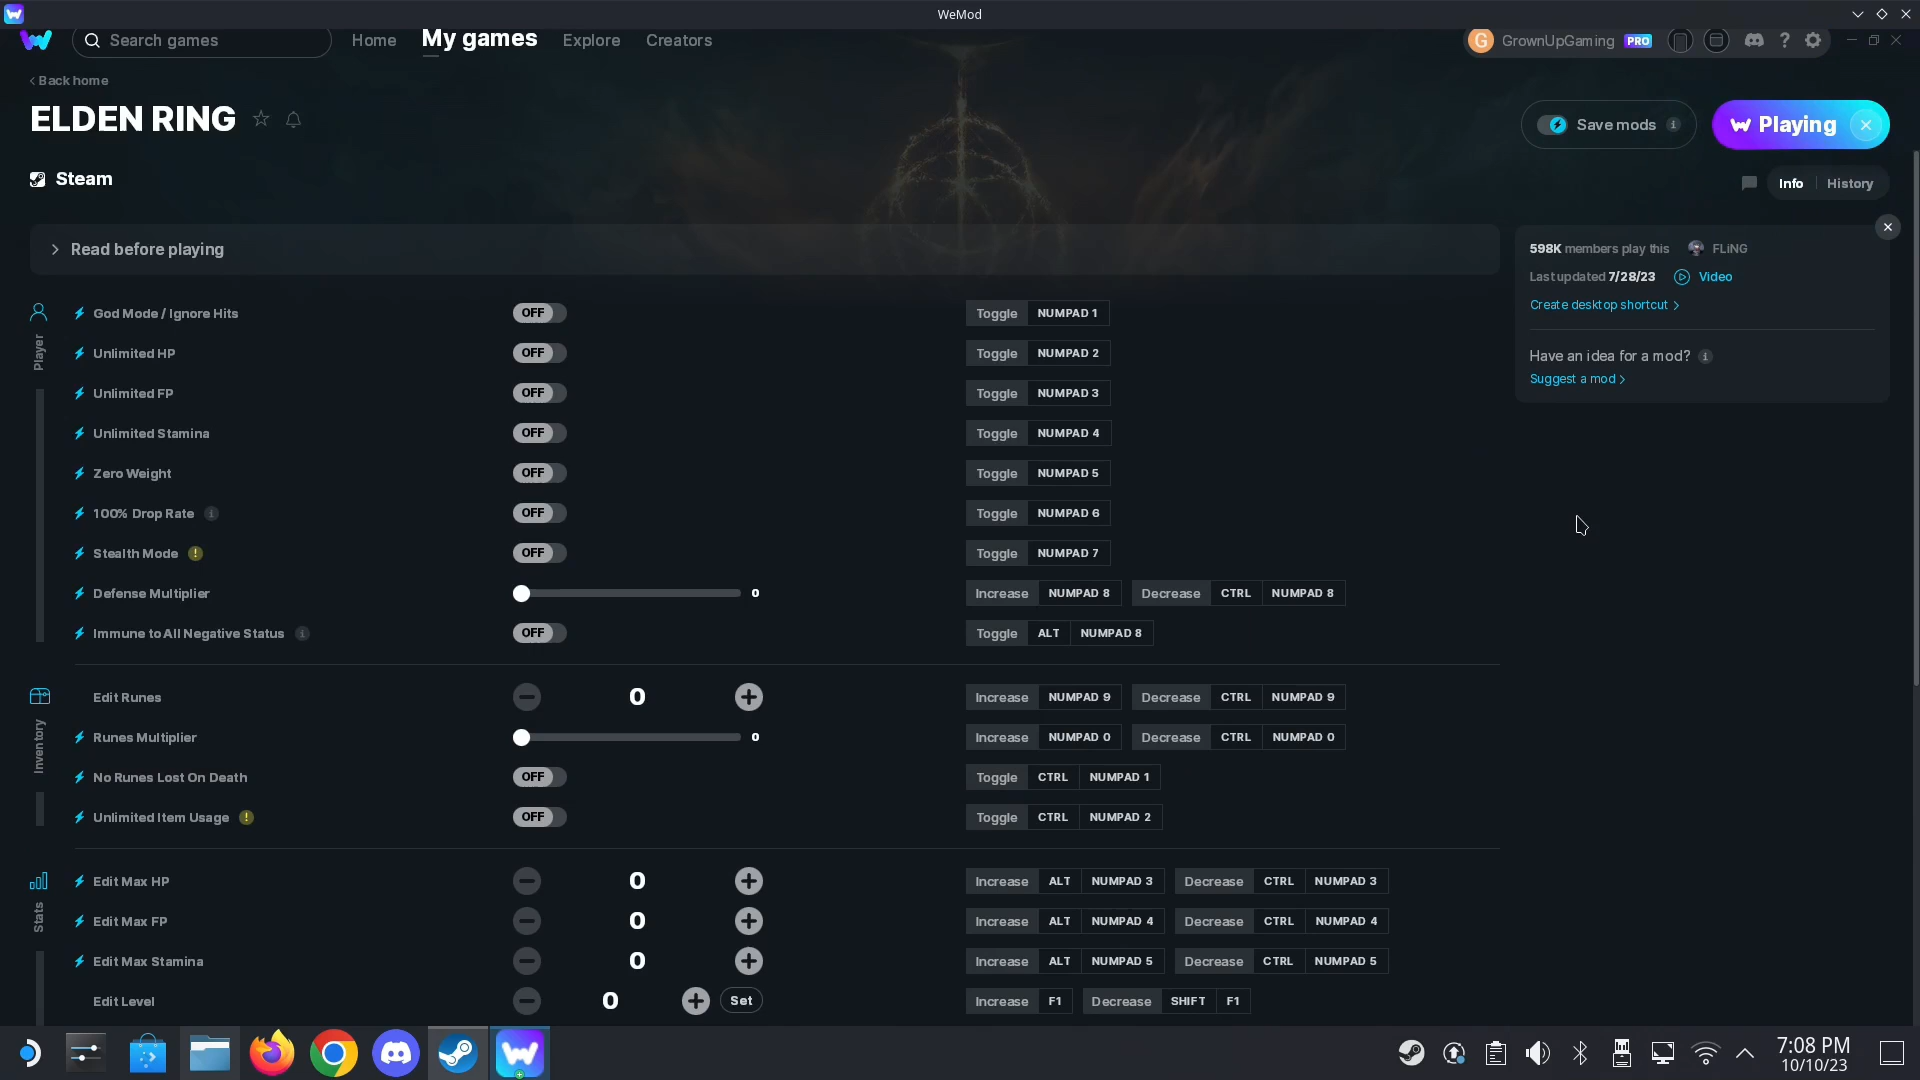 WeMod
Search games Home My games Explore Creators G GrownUpGaming PRO ?
Back home
ELDEN RING
Save mods i Playing
Steam
Info History
Read before playing
598K members play this FLiNG
Last updated 7/28/23 Video
Create desktop shortcut
Have an idea for a mod? i
Suggest a mod
Player
God Mode / Ignore Hits OFF Toggle NUMPAD 1
Unlimited HP OFF Toggle NUMPAD 2
Unlimited FP OFF Toggle NUMPAD 3
Unlimited Stamina OFF Toggle NUMPAD 4
Zero Weight OFF Toggle NUMPAD 5
100% Drop Rate i OFF Toggle NUMPAD 6
Stealth Mode ! OFF Toggle NUMPAD 7
Defense Multiplier 0 Increase NUMPAD 8 Decrease CTRL NUMPAD 8
Immune to All Negative Status i OFF Toggle ALT NUMPAD 8
Inventory
Edit Runes 0 Increase NUMPAD 9 Decrease CTRL NUMPAD 9
Runes Multiplier 0 Increase NUMPAD 0 Decrease CTRL NUMPAD 0
No Runes Lost On Death OFF Toggle CTRL NUMPAD 1
Unlimited Item Usage ! OFF Toggle CTRL NUMPAD 2
Stats
Edit Max HP 0 Increase ALT NUMPAD 3 Decrease CTRL NUMPAD 3
Edit Max FP 0 Increase ALT NUMPAD 4 Decrease CTRL NUMPAD 4
Edit Max Stamina 0 Increase ALT NUMPAD 5 Decrease CTRL NUMPAD 5
Edit Level 0 Set Increase F1 Decrease SHIFT F1
7:08 PM
10/10/23